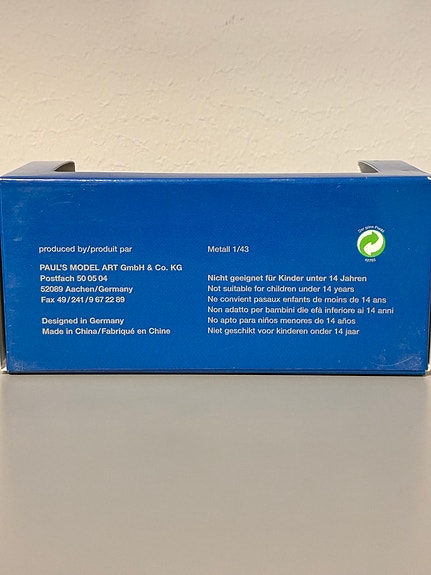 produced by/produit par
PAUL'S MODEL ART GmbH & Co. KG
Postfach 50 05 04
52089 Aachen/Germany
Fax 49/241/9 67 22 89
Designed in Germany
Made in China/Fabriqué en Chine
Metall 1/43
Nicht geeignet für Kinder unter 14 Jahren
Not suitable for children under 14 years
Ne convient pasaux enfants de moins de 14 ans
Non adatto per bambini die efà inferiore ai 14 anni
No apto para niños menores de 14 años
Niet geschikt voor kinderen onder 14 jaar
Der grüne Punkt